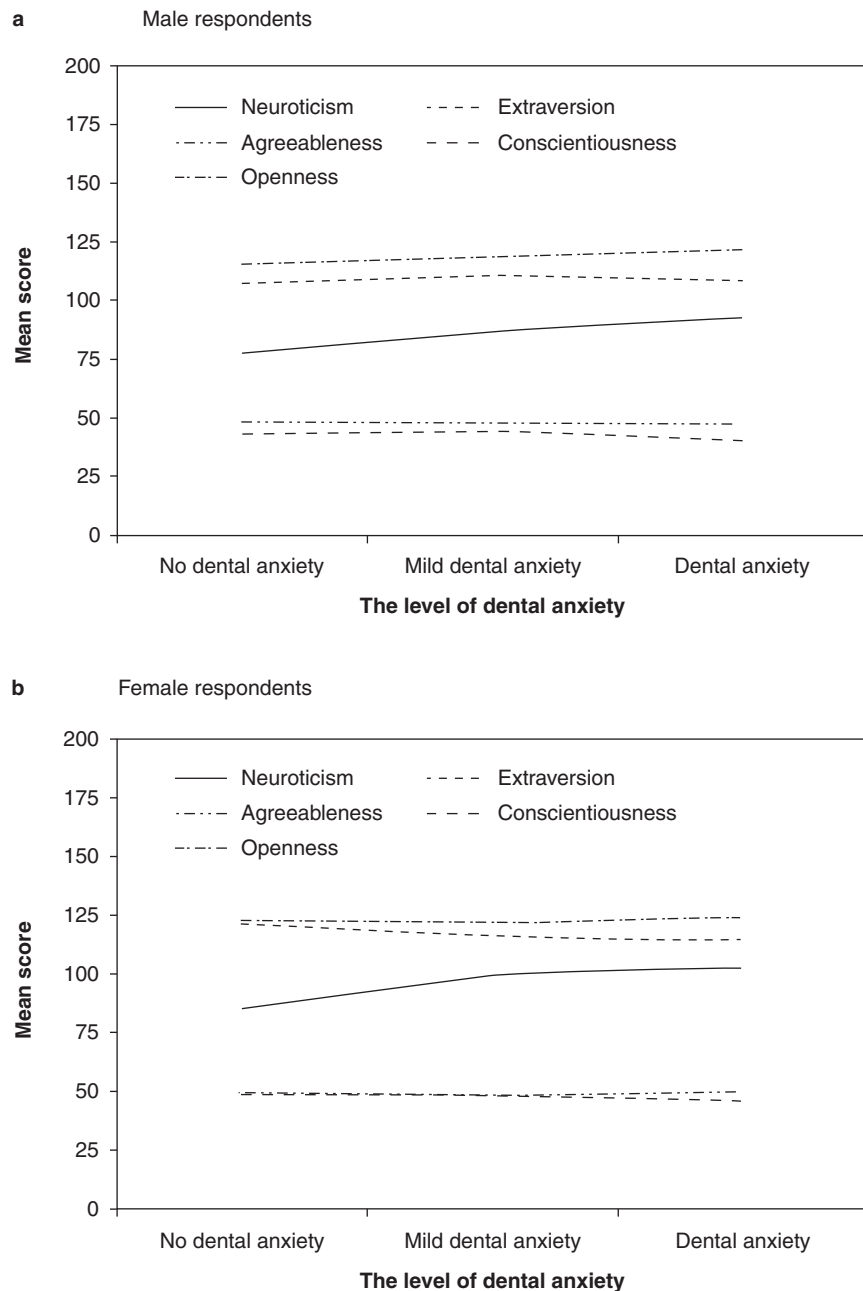 a Male respondents
200
175
150
125
100
75
50
25
0
Mean score
Neuroticism Extraversion
Agreeableness Conscientiousness
Openness
No dental anxiety Mild dental anxiety Dental anxiety
The level of dental anxiety
b Female respondents
200
175
150
125
100
75
50
25
0
Mean score
Neuroticism Extraversion
Agreeableness Conscientiousness
Openness
No dental anxiety Mild dental anxiety Dental anxiety
The level of dental anxiety